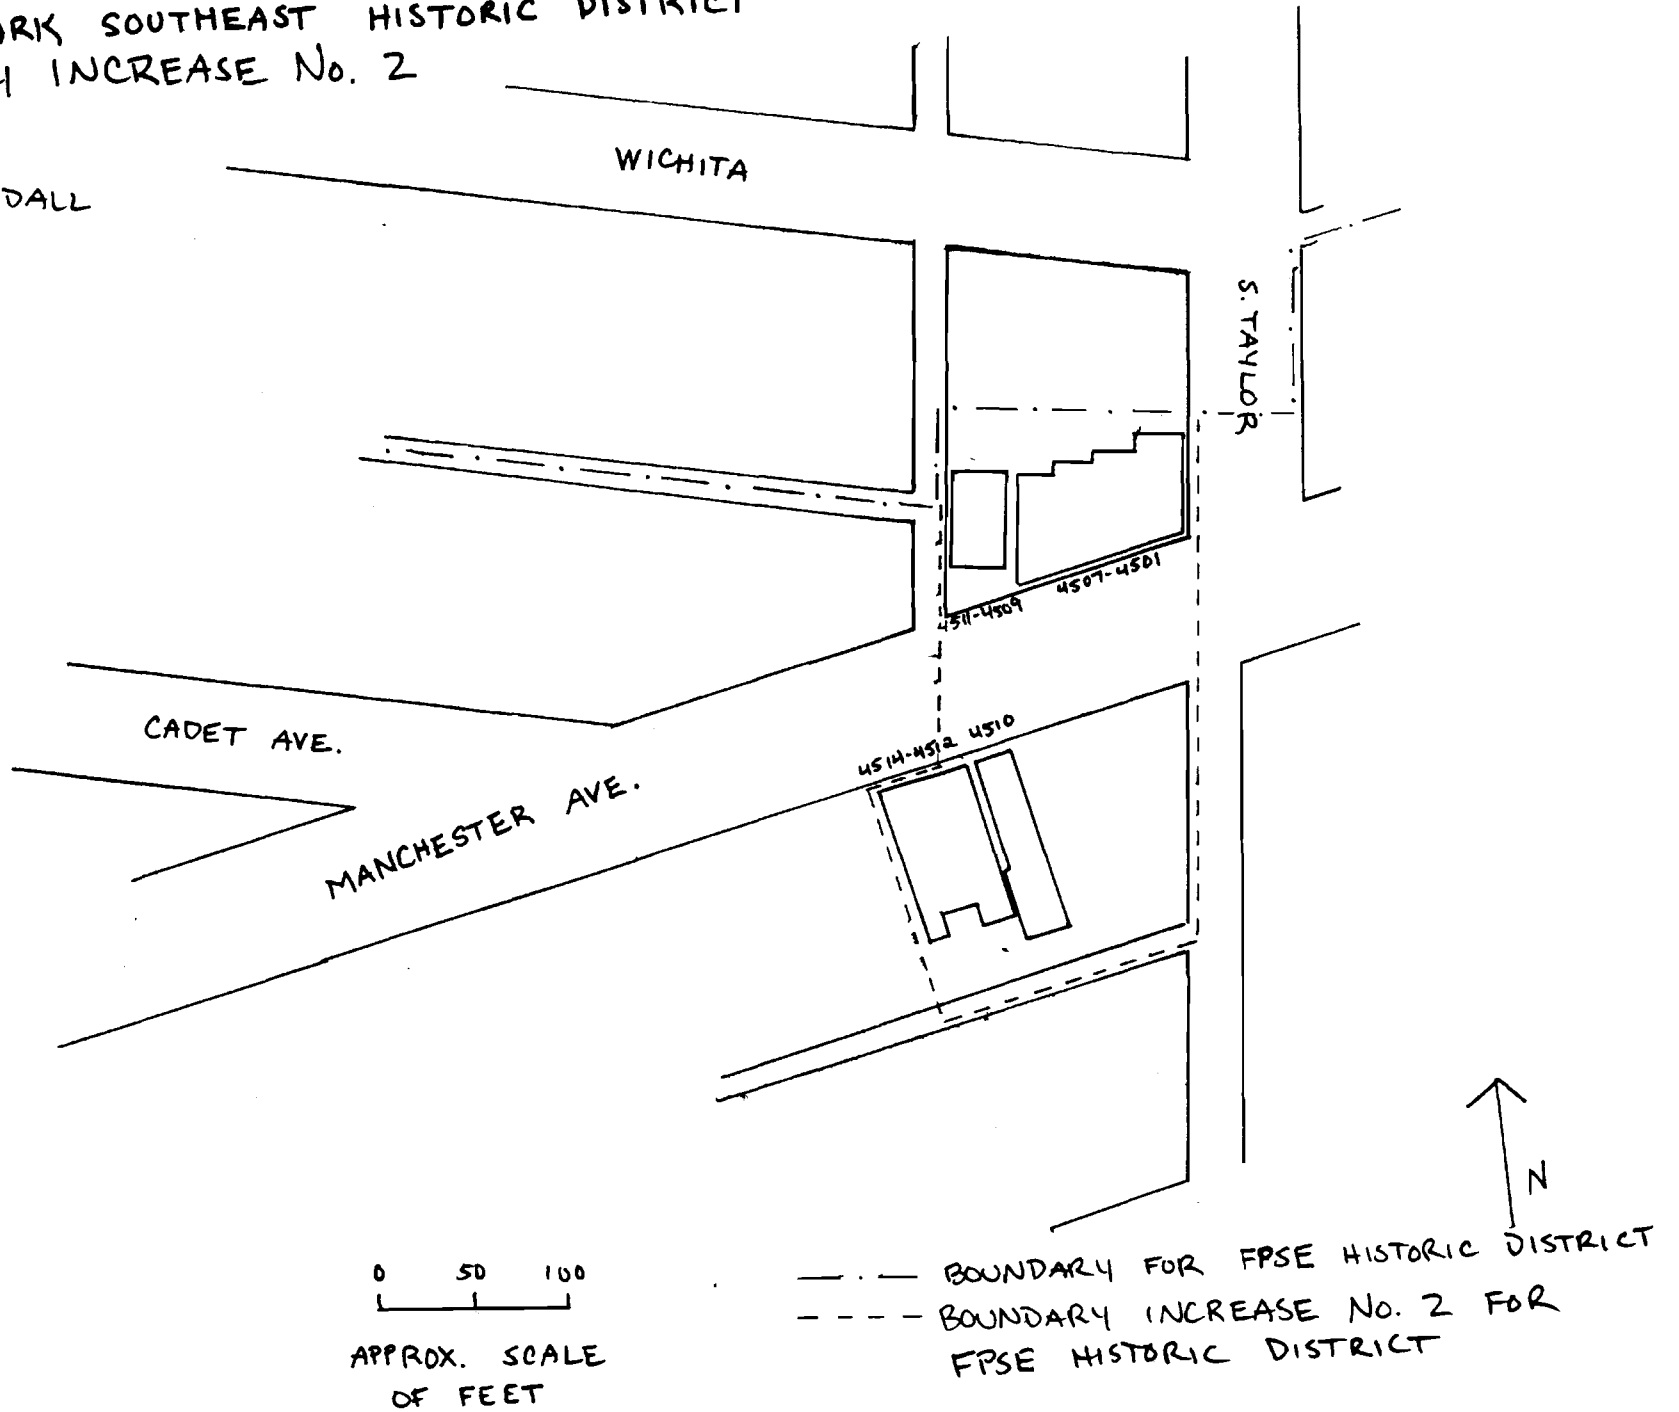 SOUTHEAST HISTORIC DISTRICT
INCREASE No. 2
WICHITA
S. TAYLOR
4507-4501
4511-4509
CADET AVE.
4514-4512 4510
MANCHESTER AVE.
N
0 50 100
APPROX. SCALE
OF FEET
BOUNDARY FOR FPSE HISTORIC DISTRICT
BOUNDARY INCREASE No. 2 FOR
FPSE HISTORIC DISTRICT